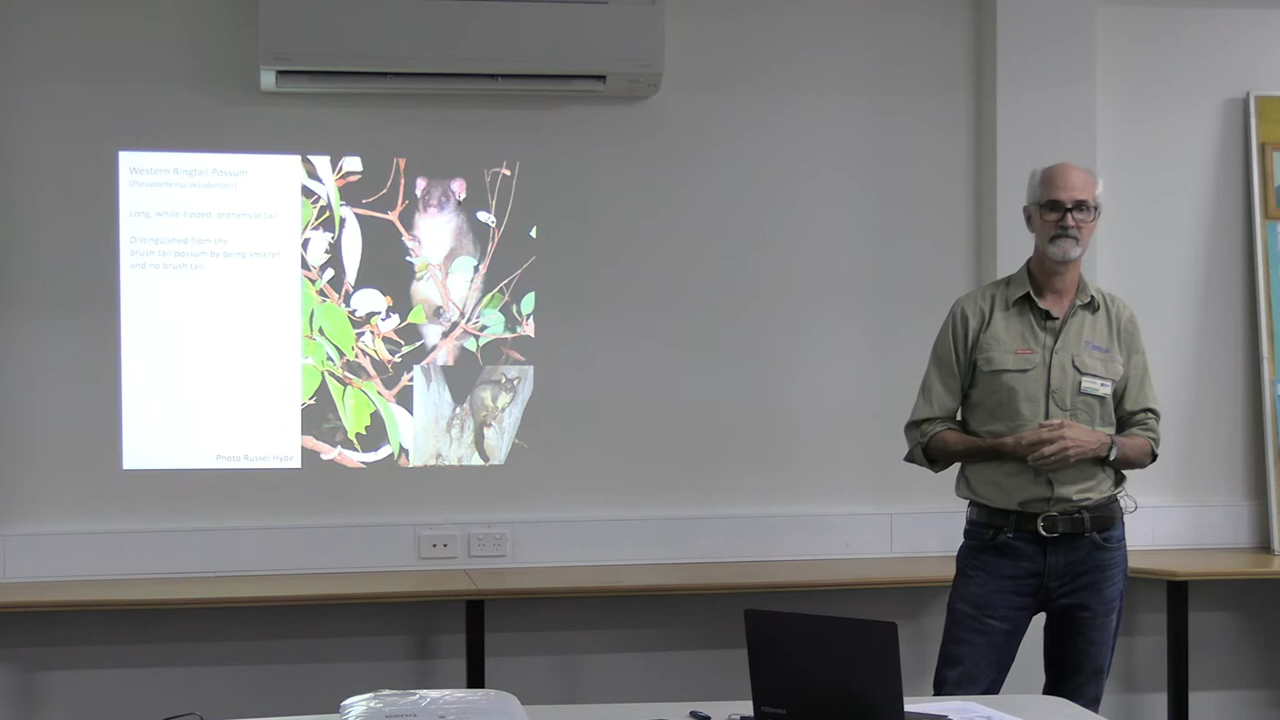 Western Ringtail Possum
(Pseudocheirus occidentalis)
Long, white-tipped, prehensile tail
Distinguished from the
brush tail possum by being smaller
and no brush tail
Photo Russel Hyde
TOSHIBA